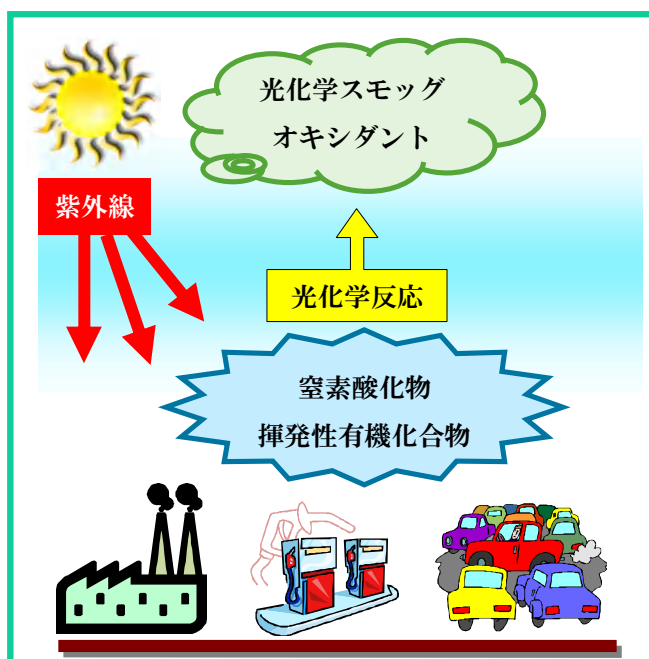 光化学スモッグ
オキシダント
紫外線
光化学反応
窒素酸化物
揮発性有機化合物